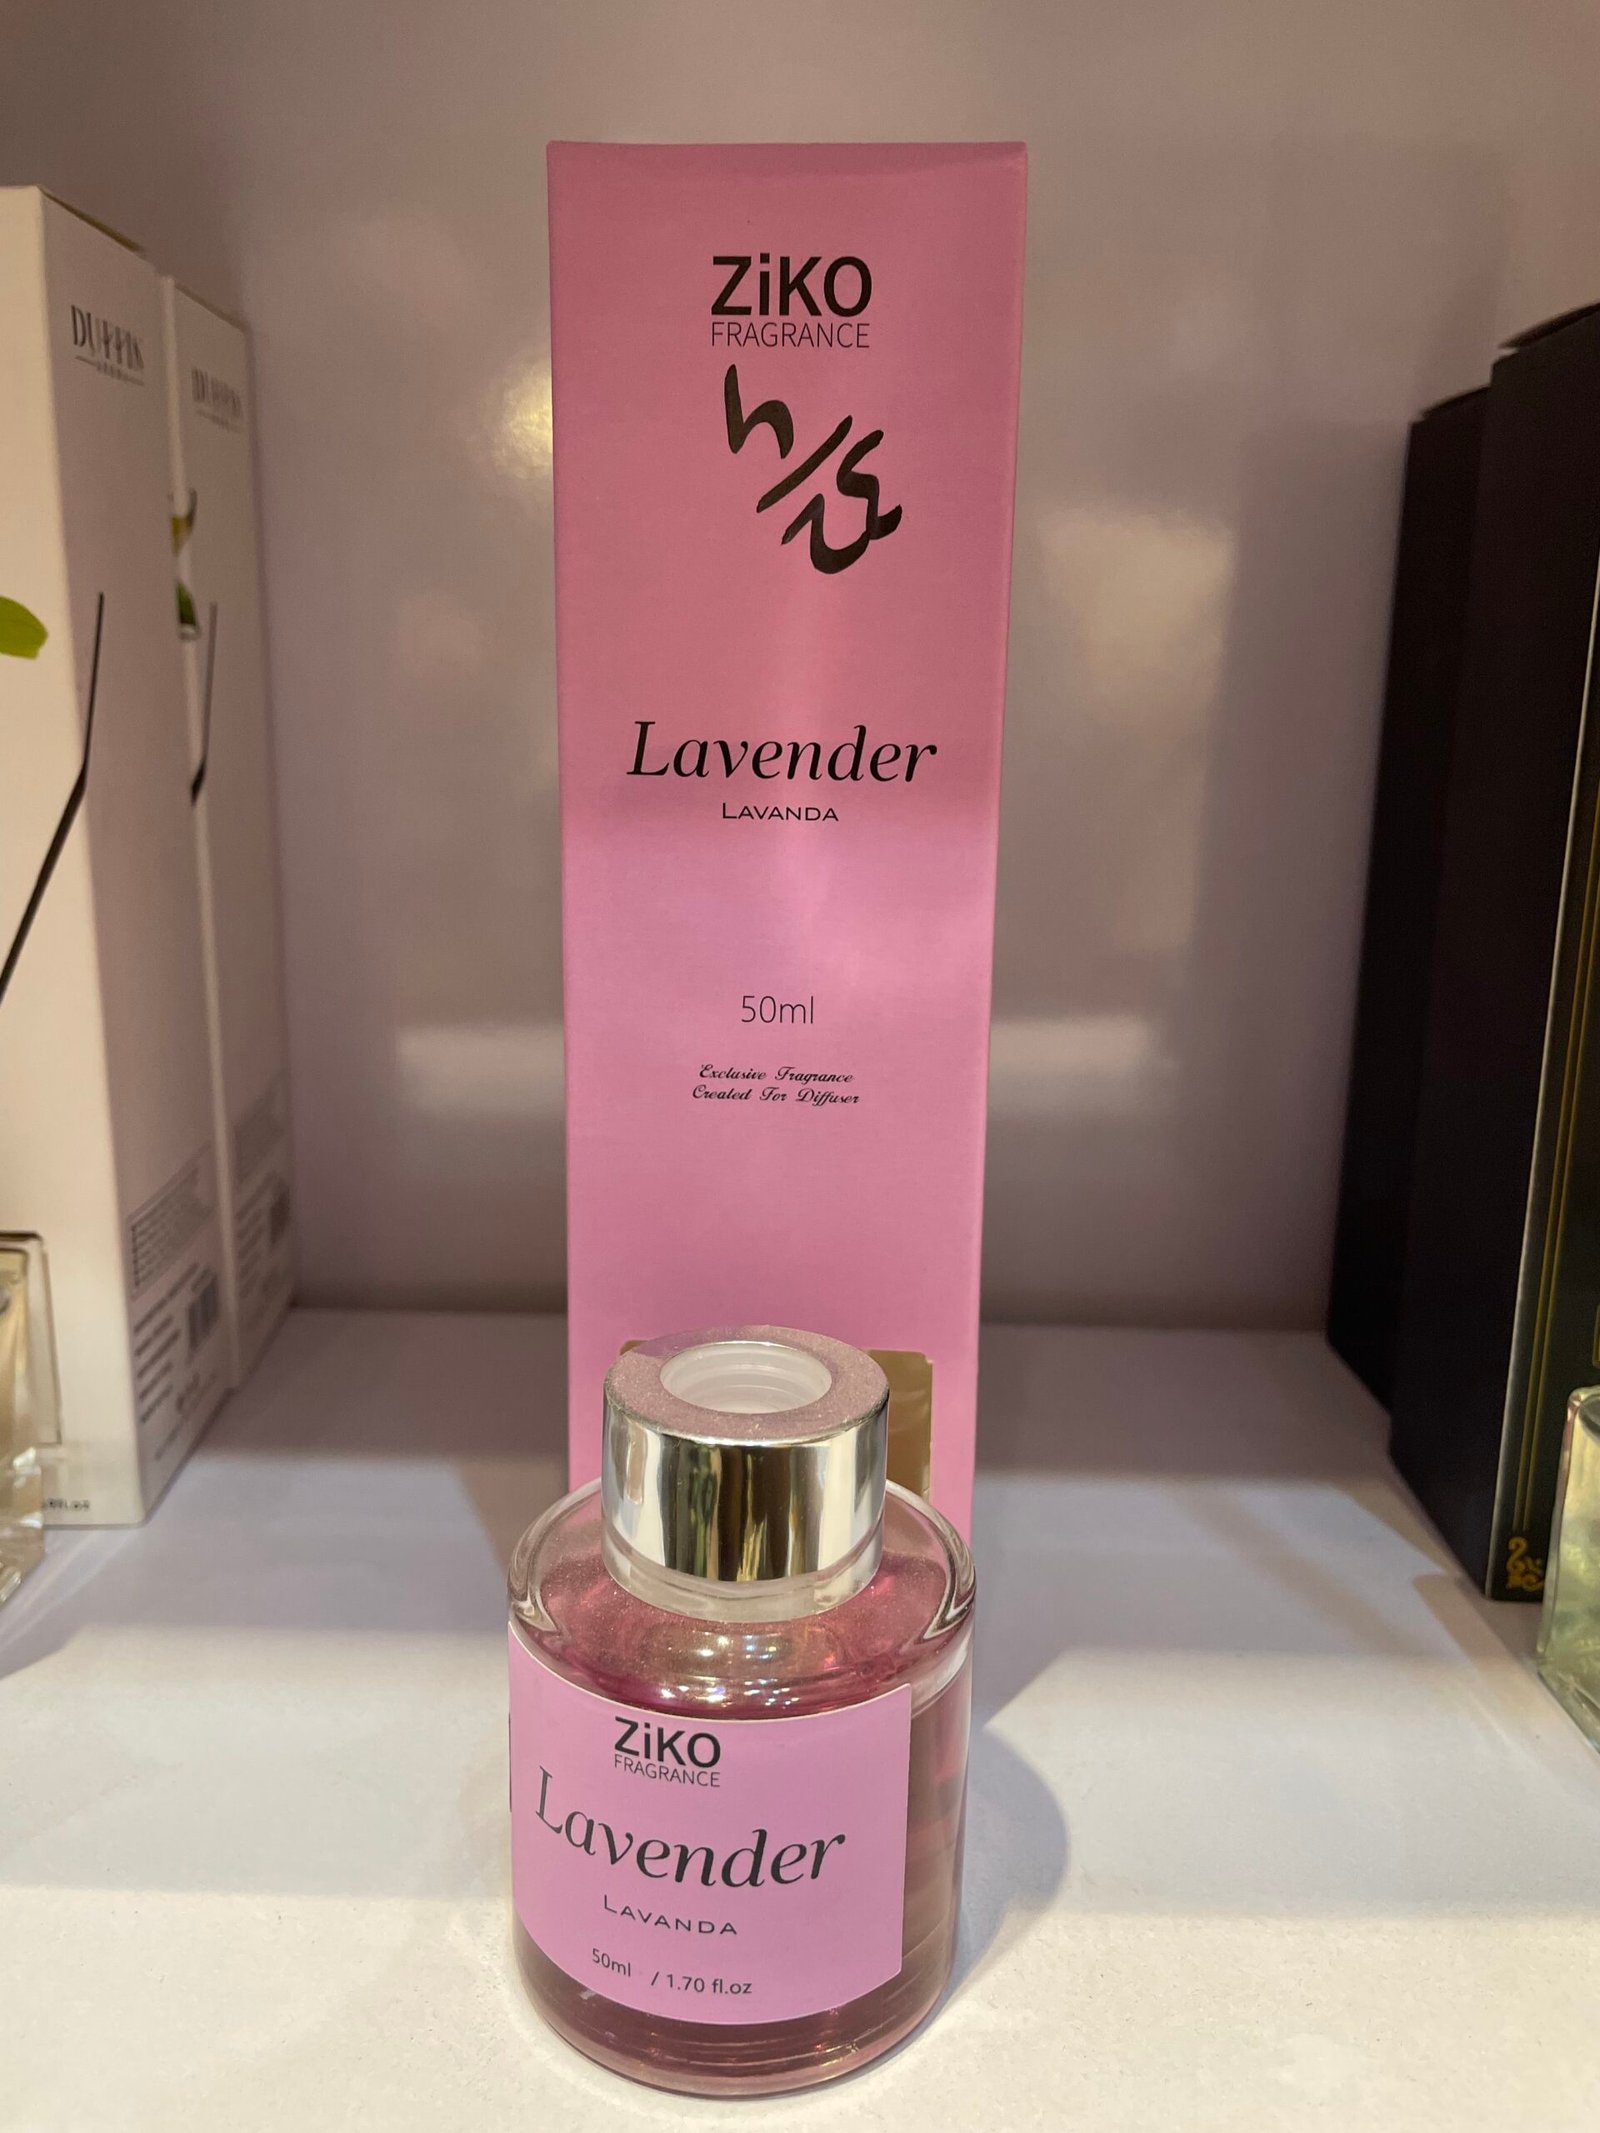 ZiKO
FRAGRANCE
Lavender
LAVANDA
50ml
Exclusive Fragrance
Created For Diffuser
ZiKO
FRAGRANCE
Lavender
LAVANDA
50ml / 1.70 fl.oz